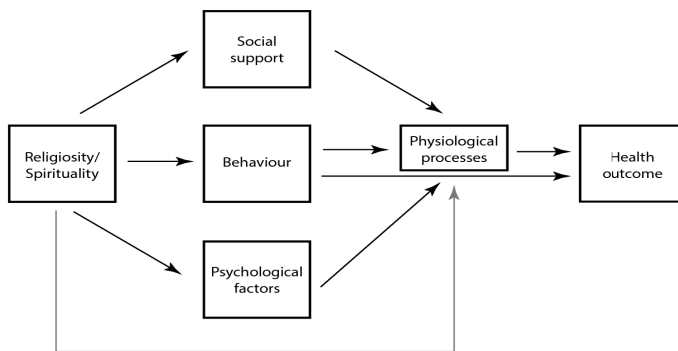 Social
support
Religiosity/
Spirituality
Behaviour
Physiological
processes
Health
outcome
Psychological
factors